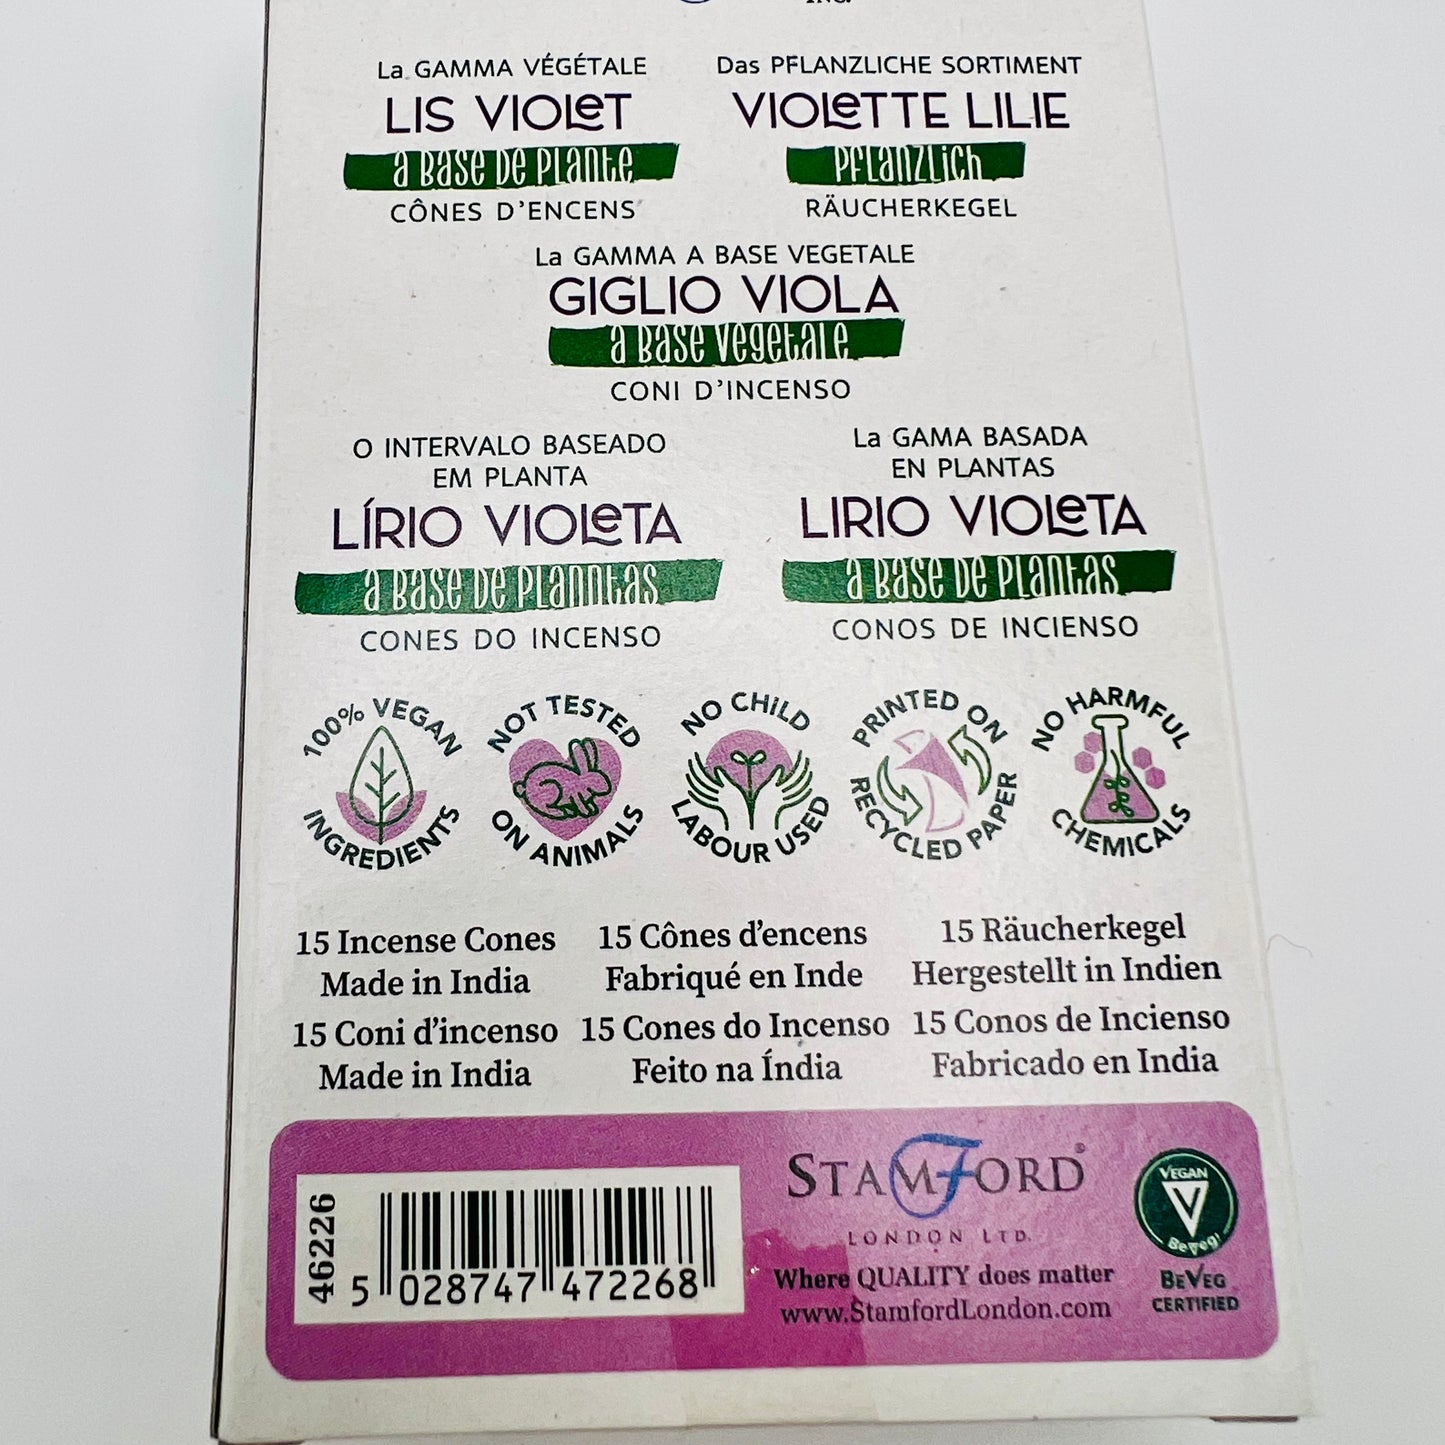 INC.
La GAMMA VÉGÉTALE
LIS VIOLET
a Base de Plante
CÔNES D'ENCENS
Das PFLANZLICHE SORTIMENT
VIOLETTE LILIE
Pflanzlich
RÄUCHERKEGEL
La GAMMA A BASE VEGETALE
GIGLIO VIOLA
a Base Vegetale
CONI D'INCENSO
O INTERVALO BASEADO
EM PLANTA
LÍRIO VIOLETA
a Base de Planntas
CONES DO INCENSO
La GAMA BASADA
EN PLANTAS
LIRIO VIOLETA
a Base de Plantas
CONOS DE INCIENSO
100% VEGAN
INGREDIENTS
NOT TESTED
ON ANIMALS
NO CHILD
LABOUR USED
PRINTED ON
RECYCLED PAPER
NO HARMFUL
CHEMICALS
15 Incense Cones
Made in India
15 Cônes d'encens
Fabriqué en Inde
15 Räucherkegel
Hergestellt in Indien
15 Coni d'incenso
Made in India
15 Cones do Incenso
Feito na Índia
15 Conos de Incienso
Fabricado en India
46226
5 028747 472268
STAMFORD®
LONDON LTD.
Where QUALITY does matter
www.StamfordLondon.com
VEGAN
V
BeVeg!
BEVEG
CERTIFIED